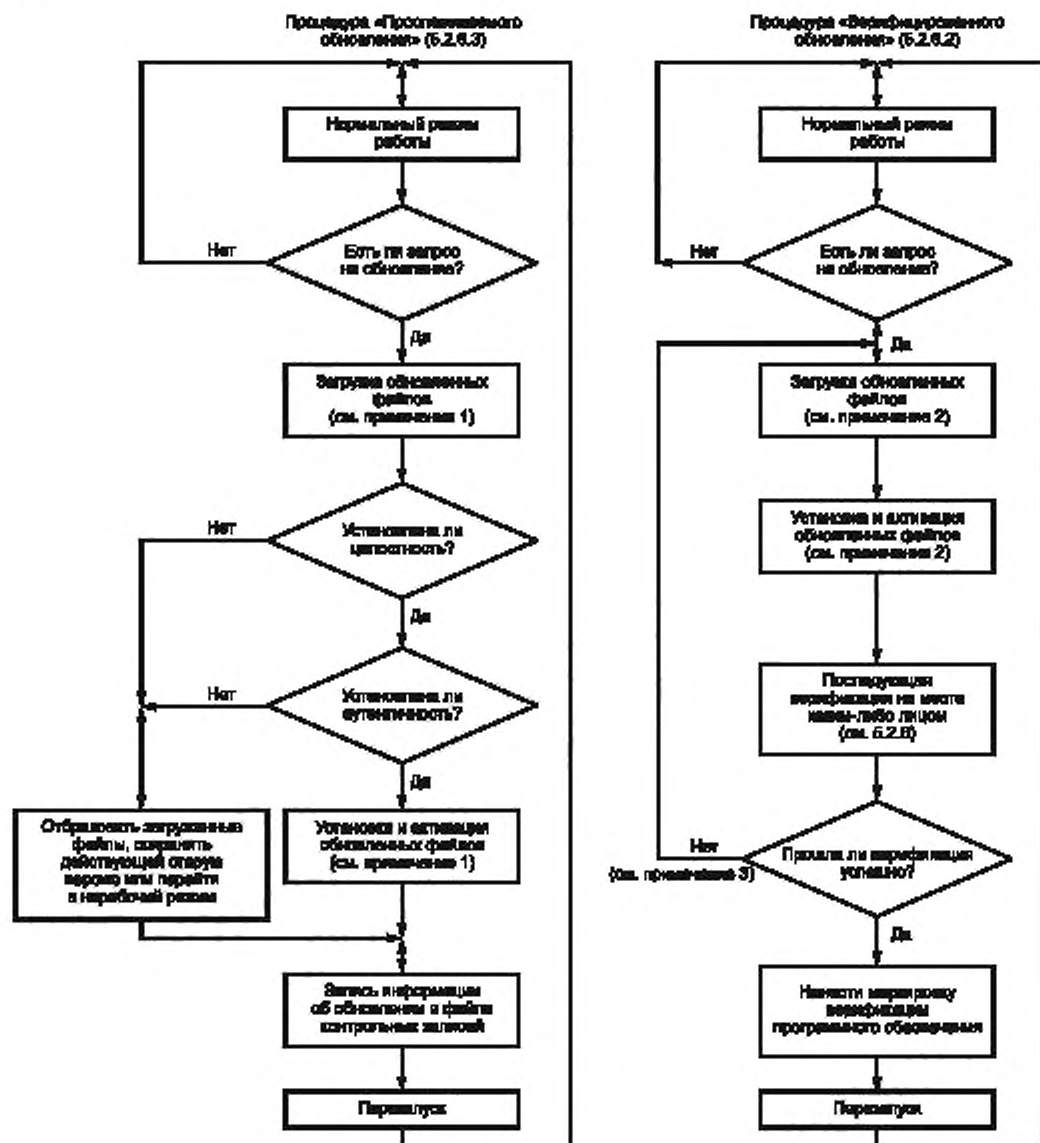 Процедура «Прослеживаемого
обновления» (5.2.6.3)
Нормальный режим
работы
Есть ли запрос
на обновление?
Нет
Да
Загрузка обновленных
файлов
(см. примечание 1)
Установлена ли
целостность?
Нет
Да
Установлена ли
аутентичность?
Нет
Да
Отбраковать загруженные
файлы, сохранять
действующей старую
версию или перейти
в нерабочий режим
Установка и активация
обновленных файлов
(см. примечание 1)
Запись информации
об обновлении в файле
контрольных записей
Перезапуск
Процедура «Верифицированного
обновления» (5.2.6.2)
Нормальный режим
работы
Есть ли запрос
на обновление?
Нет
Да
Загрузка обновленных
файлов
(см. примечание 2)
Установка и активация
обновленных файлов
(см. примечание 2)
Последующая
верификация на месте
каким-либо лицом
(см. 5.2.6)
Прошла ли верификация
успешно?
Нет
(см. примечание 3)
Да
Нанести маркировку
верификации
программного обеспечения
Перезапуск